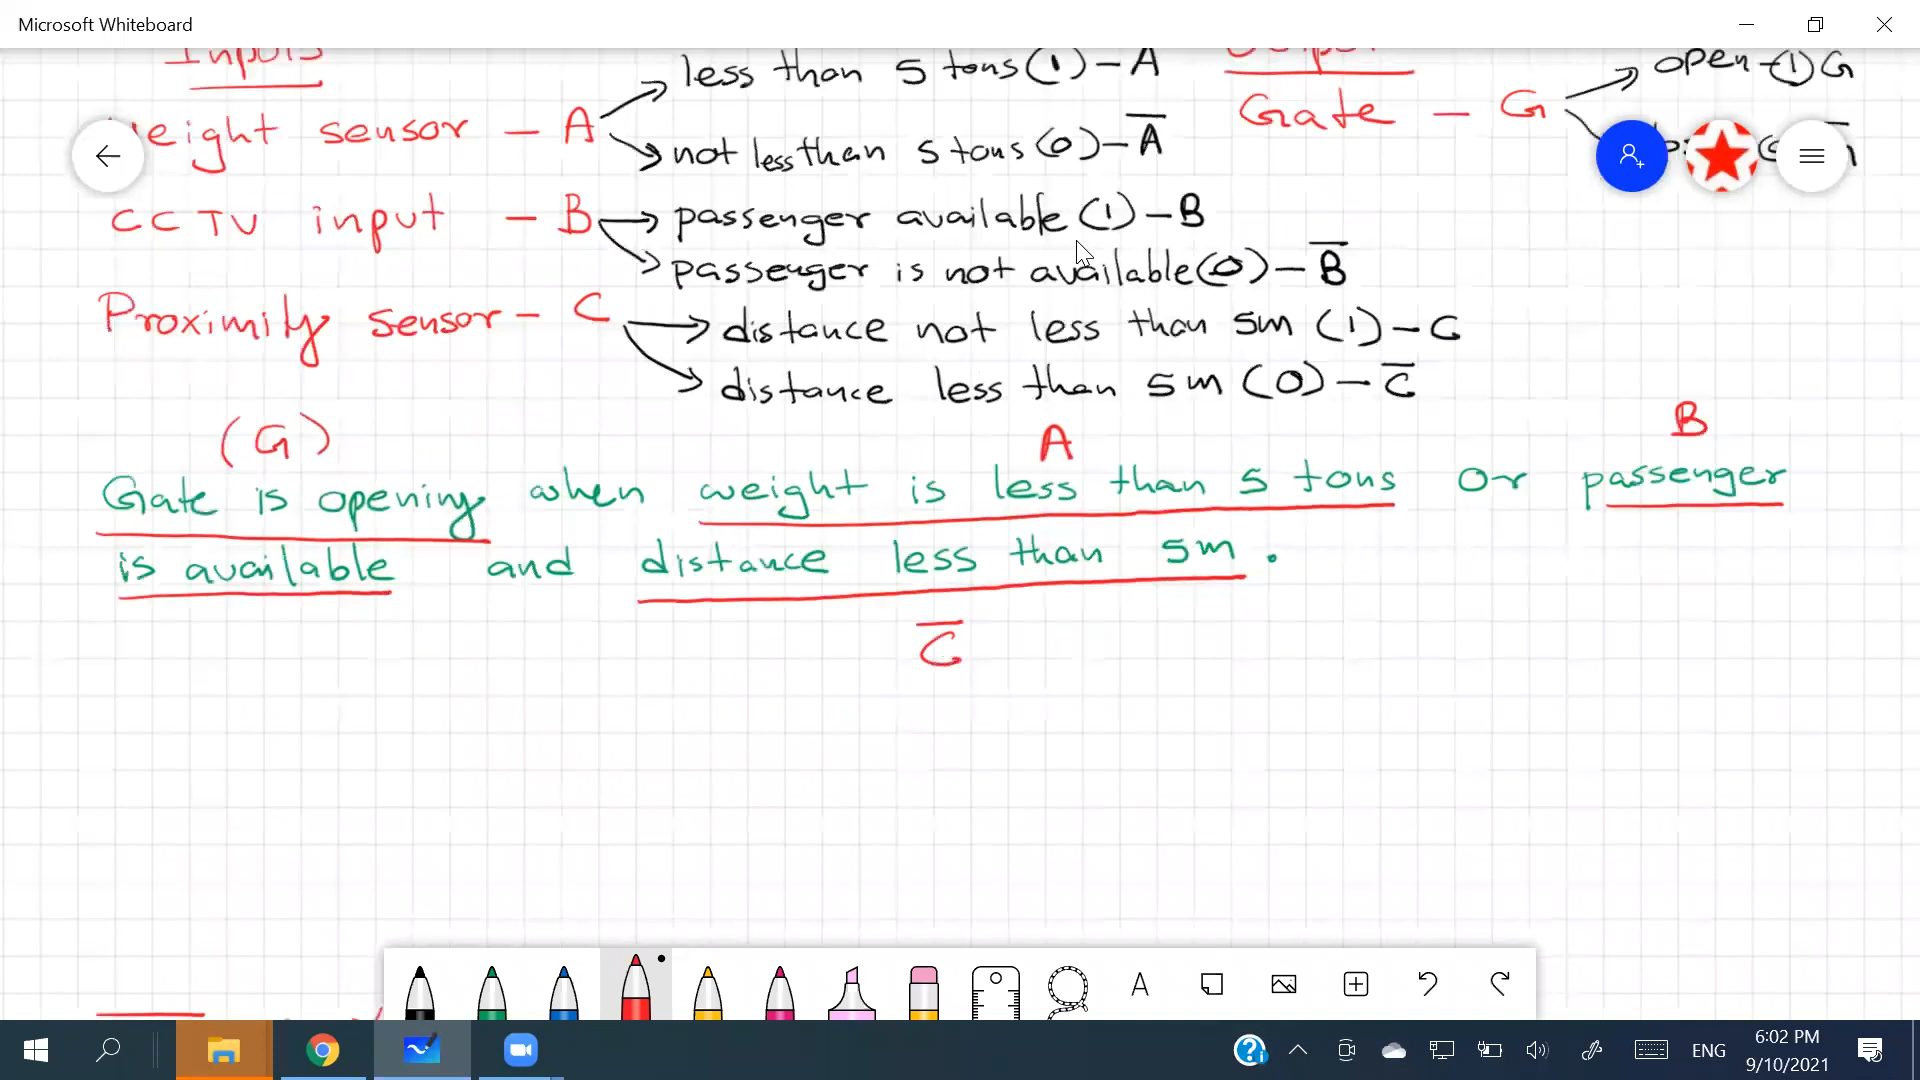 Microsoft Whiteboard
Inputs
less than 5 tons (1) – A
Output
open – (1) G
Weight sensor – A
not less than 5 tons (0) – A̅
Gate – G
CCTV input – B
passenger available (1) – B
passenger is not available (0) – B̅
Proximity sensor – C
distance not less than 5m (1) – C
distance less than 5m (0) – C̅
(G)
A
B
Gate is opening when weight is less than 5 tons or passenger
is available and distance less than 5m.
C̅
A
ENG
6:02 PM
9/10/2021